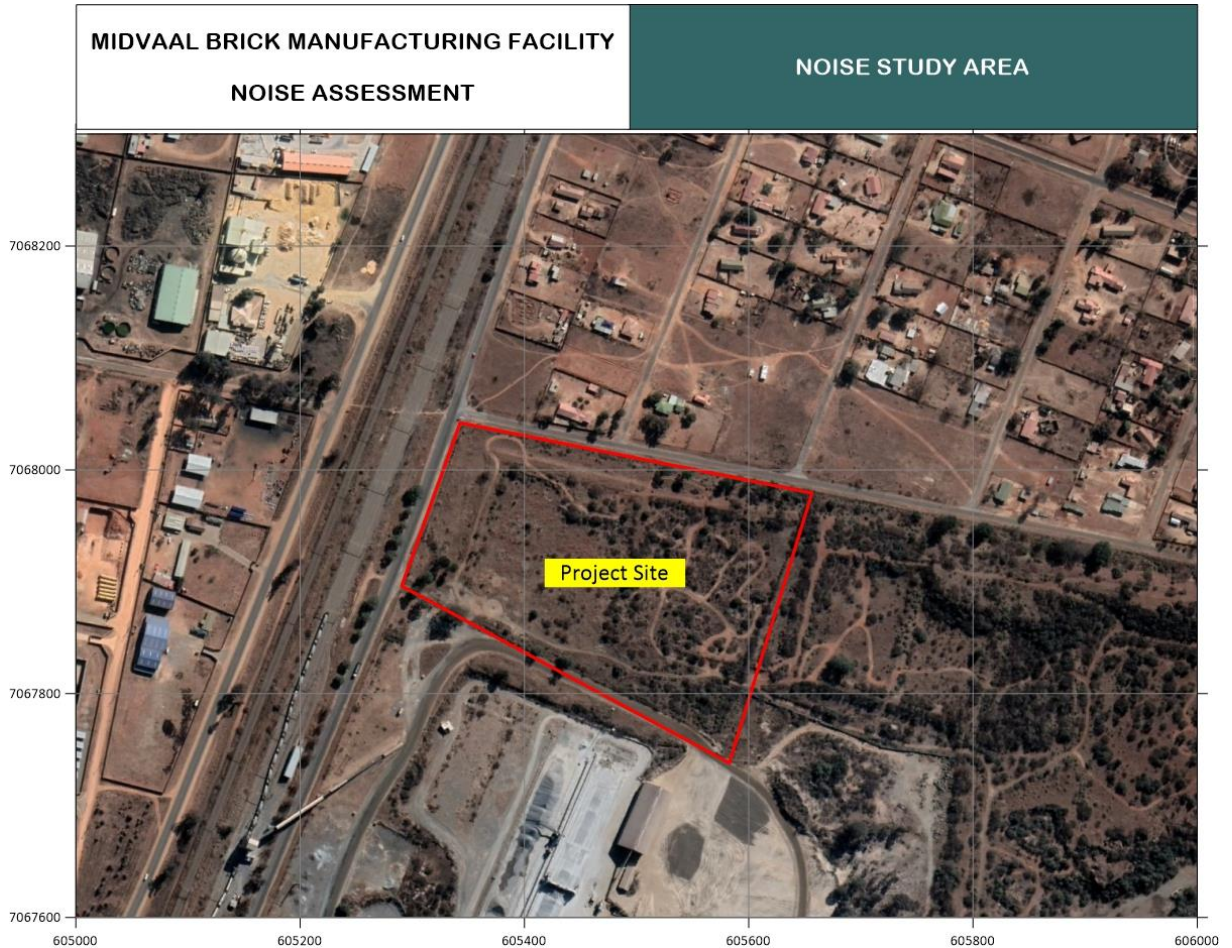 MIDVAAL BRICK MANUFACTURING FACILITY
NOISE ASSESSMENT
NOISE STUDY AREA
7068200
7068000
Project Site
7067800
7067600
605000
605200
605400
605600
605800
606000